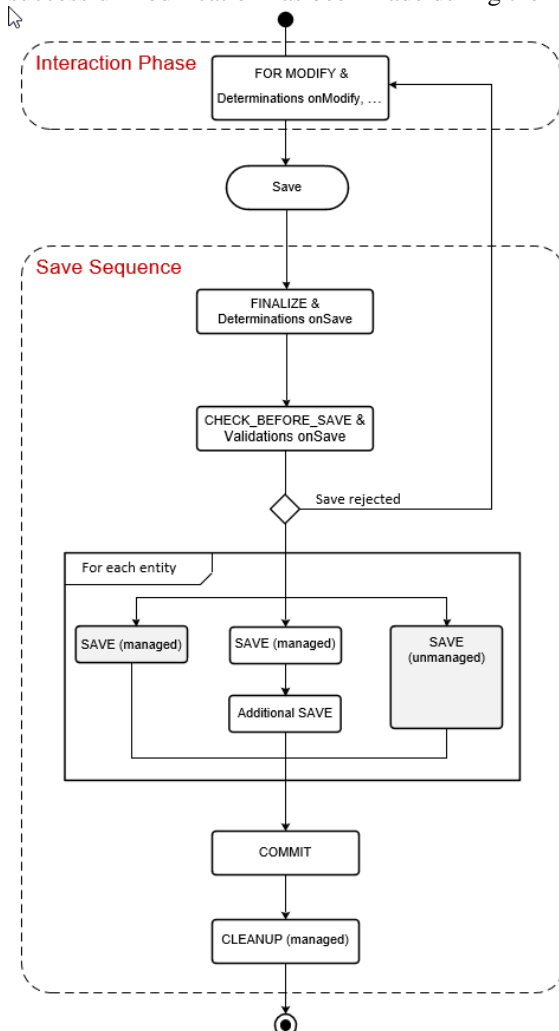 Interaction Phase
FOR MODIFY &
Determinations onModify, ...
Save
Save Sequence
FINALIZE &
Determinations onSave
CHECK_BEFORE_SAVE &
Validations onSave
Save rejected
For each entity
SAVE (managed)
SAVE (managed)
SAVE
(unmanaged)
Additional SAVE
COMMIT
CLEANUP (managed)